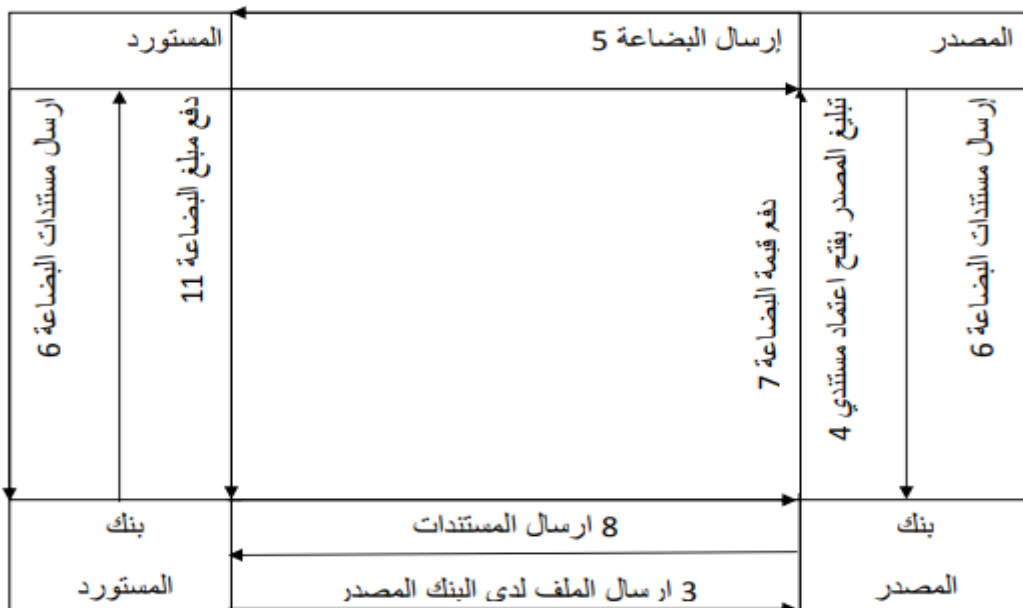 المصدر
إرسال البضاعة 5
المستورد
إرسال مستندات البضاعة 6
تبليغ المصدر بفتح اعتماد مستندي 4
دفع قيمة البضاعة 7
دفع مبلغ البضاعة 11
ارسال مستندات البضاعة 6
بنك
المصدر
8 ارسال المستندات
3 ارسال الملف لدى البنك المصدر
بنك
المستورد